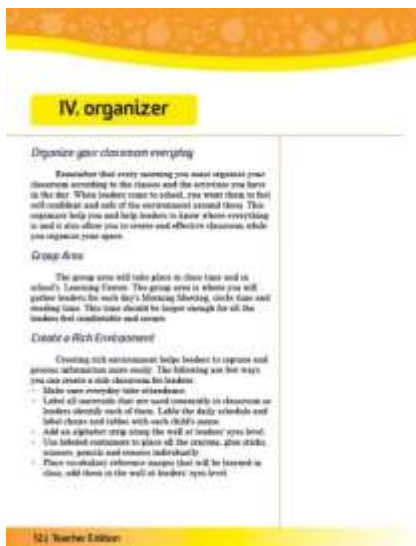 IV. organizer
Organize your classroom everyday
Remember that every morning you must organize your
classroom according to the classes and the activities you have
in the day. When leaders come to school, you want them to feel
self confident and safe of the environment around them. This
organizer help you and help leaders to know where everything
is and it also allow you to create and effective classroom while
you organize your space.
Group Area
The group area will take place in class time and in
school's Learning Center. The group area is where you will
gather leaders for each day's Morning Meeting, circle time and
reading time. This time should be larger enough for all the
leaders feel comfortable and secure.
Create a Rich Environment
Creating rich environment helps leaders to capture and
process information more easily. The following are few ways
you can create a rich classroom for leaders
- Make sure everyday take attendance.
- Label all materials that are used constantly in classroom so
leaders identify each of them. Lable the daily schedule and
label chairs and tables with each child's name.
- Add an alphabet strip along the wall at leaders' eyes level.
- Use labeled containers to place all the crayons, glue sticks,
scissors, pencils and erasers individually.
- Place vocabulary reference images that will be learned in
class, add them in the wall at leaders' eyes level.
12 | Teacher Edition